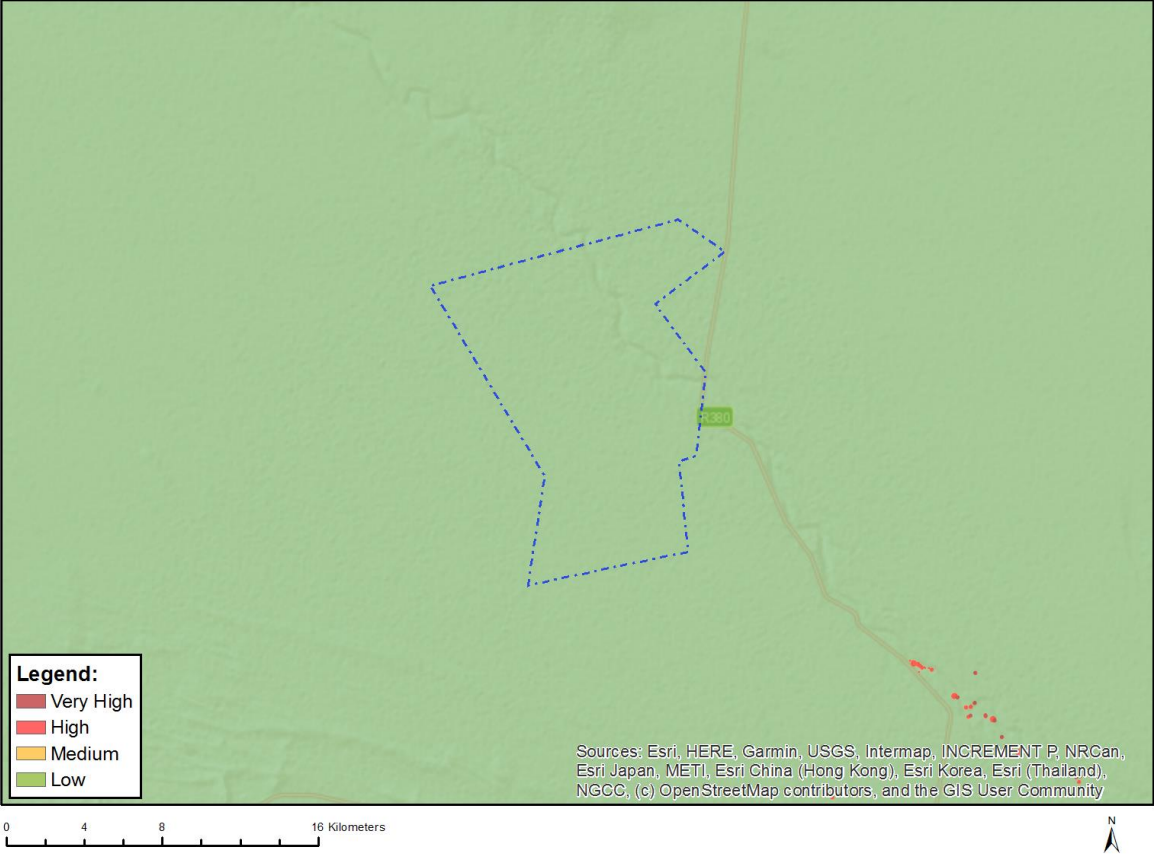 R380
Legend:
Very High
High
Medium
Low
Sources: Esri, HERE, Garmin, USGS, Intermap, INCREMENT P, NRCan,
Esri Japan, METI, Esri China (Hong Kong), Esri Korea, Esri (Thailand),
NGCC, (c) OpenStreetMap contributors, and the GIS User Community
0 4 8 16 Kilometers
N